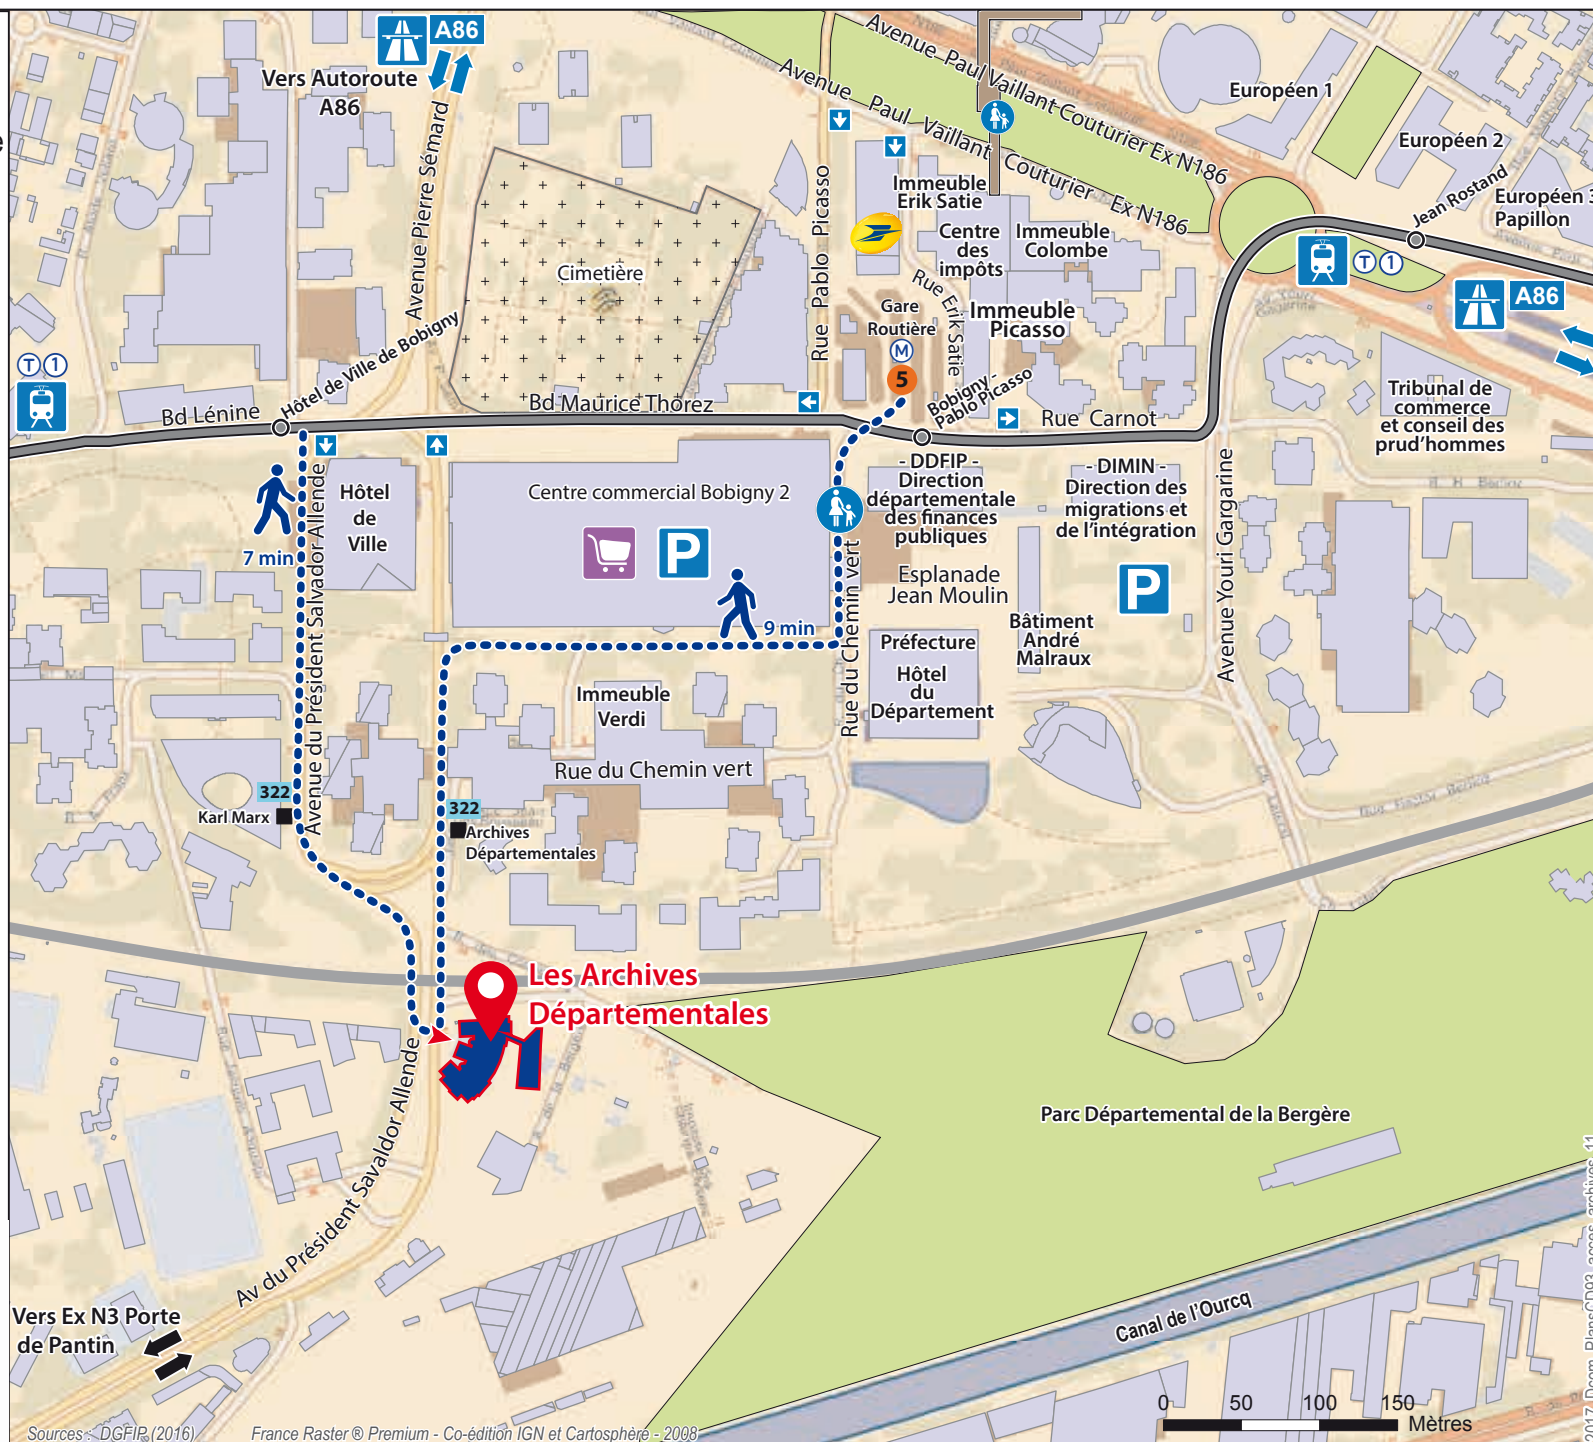 A86
Vers Autoroute
A86
Avenue Pierre Sémard
Avenue Paul Vaillant Couturier Ex N186
Avenue Paul Vaillant Couturier Ex N186
Européen 1
Européen 2
Européen 3
Papillon
Jean Rostand
T 1
A86
Cimetière
Rue Pablo Picasso
Immeuble
Erik Satie
Centre
des
impôts
Immeuble
Colombe
Rue Erik Satie
Immeuble
Picasso
Gare
Routière
M
5
Bobigny -
Pablo Picasso
T 1
Hôtel de Ville de Bobigny
Bd Lénine
Bd Maurice Thorez
Rue Carnot
Tribunal de
commerce
et conseil des
prud'hommes
Hôtel
de
Ville
7 min
Avenue du Président Salvador Allende
Centre commercial Bobigny 2
P
9 min
Rue du Chemin vert
- DDFIP -
Direction
départementale
des finances
publiques
- DIMIN -
Direction des
migrations et
de l'intégration
P
Esplanade
Jean Moulin
Bâtiment
André
Malraux
Avenue Youri Gargarine
Préfecture
Hôtel
du
Département
Immeuble
Verdi
Rue du Chemin vert
322
Karl Marx
322
Archives
Départementales
Les Archives
Départementales
Av du Président Savaldor Allende
Parc Départemental de la Bergère
Canal de l'Ourcq
Vers Ex N3 Porte
de Pantin
0 50 100 150
Mètres
Sources : DGFIP (2016) France Raster ® Premium - Co-édition IGN et Cartosphère - 2008
2017_Dcom_PlansCD93_acces_archives_11